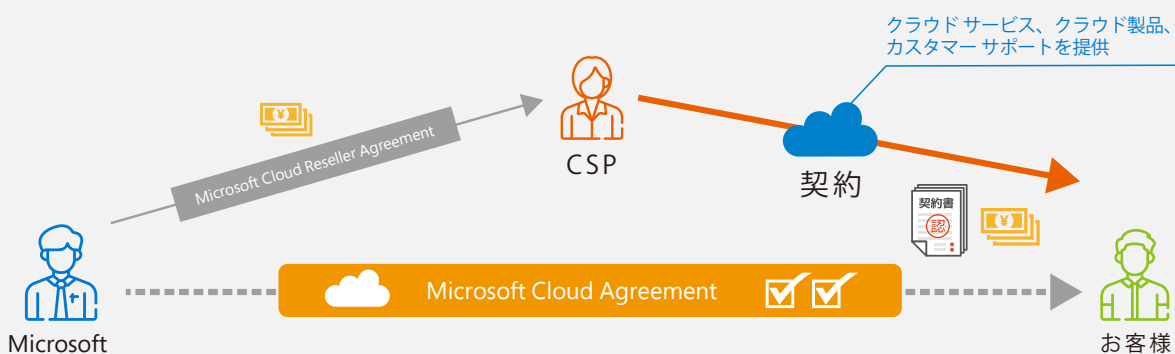 クラウド サービス、クラウド製品、
カスタマー サポートを提供
¥
Microsoft Cloud Reseller Agreement
CSP
契約
契約書
認
¥
Microsoft Cloud Agreement
Microsoft
お客様